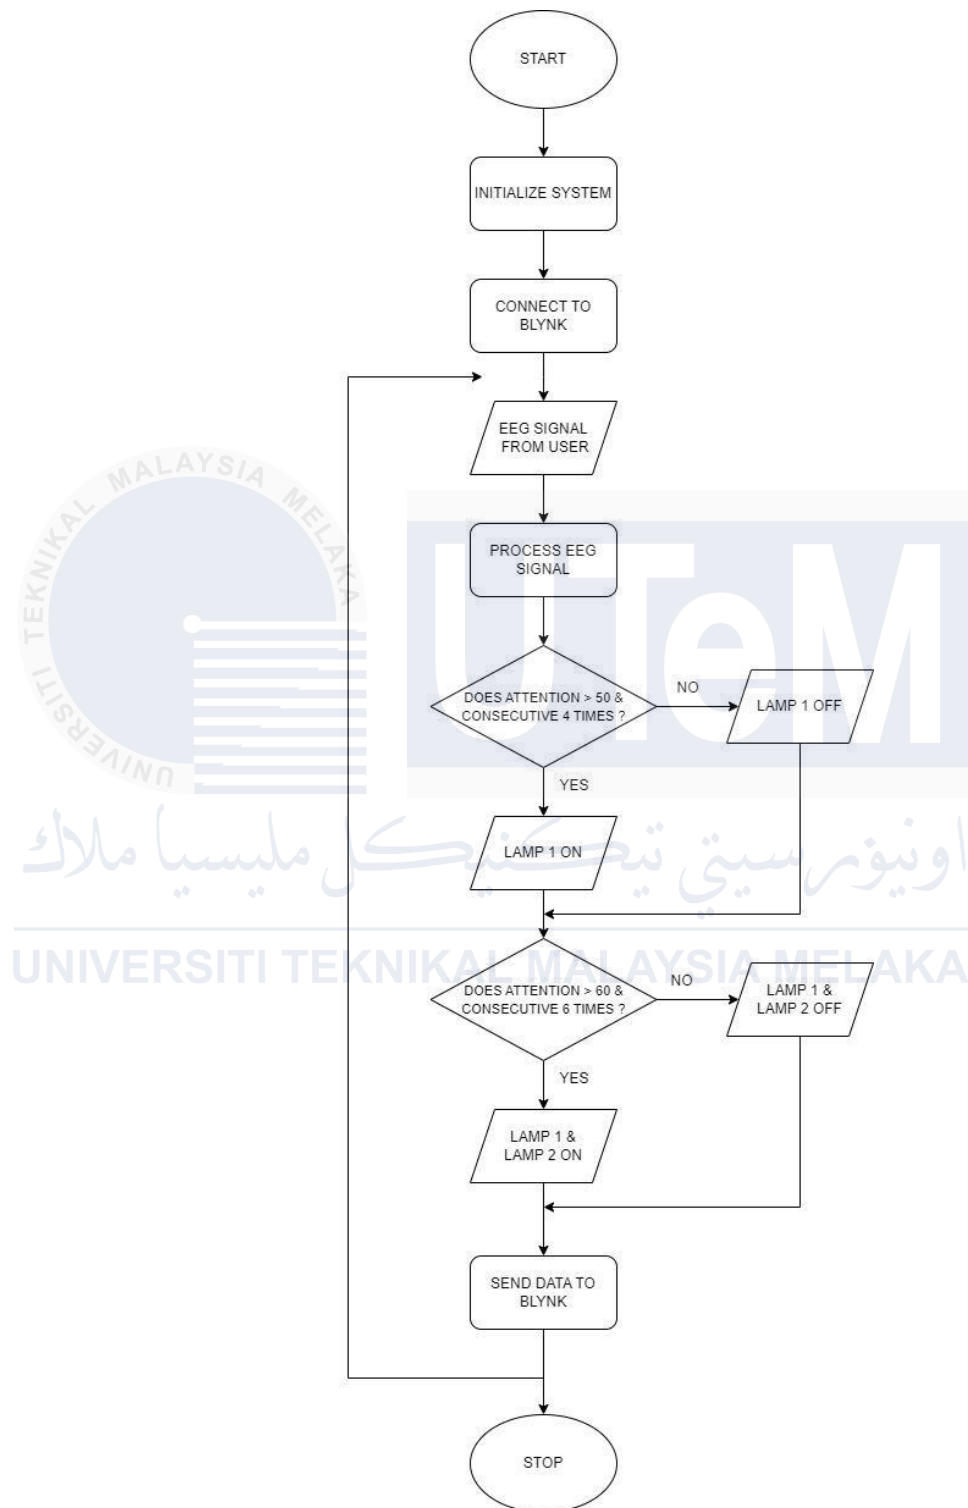 START
INITIALIZE SYSTEM
CONNECT TO
BLYNK
EEG SIGNAL
FROM USER
PROCESS EEG
SIGNAL
DOES ATTENTION > 50 &
CONSECUTIVE 4 TIMES ?
NO
LAMP 1 OFF
YES
LAMP 1 ON
DOES ATTENTION > 60 &
CONSECUTIVE 6 TIMES ?
NO
LAMP 1 &
LAMP 2 OFF
YES
LAMP 1 &
LAMP 2 ON
SEND DATA TO
BLYNK
STOP
UNIVERSITI TEKNIKAL MALAYSIA MELAKA
UTeM
اونيۏرسيتي تيكنيكل مليسيا ملاك
UNIVERSITI TEKNIKAL MALAYSIA MELAKA